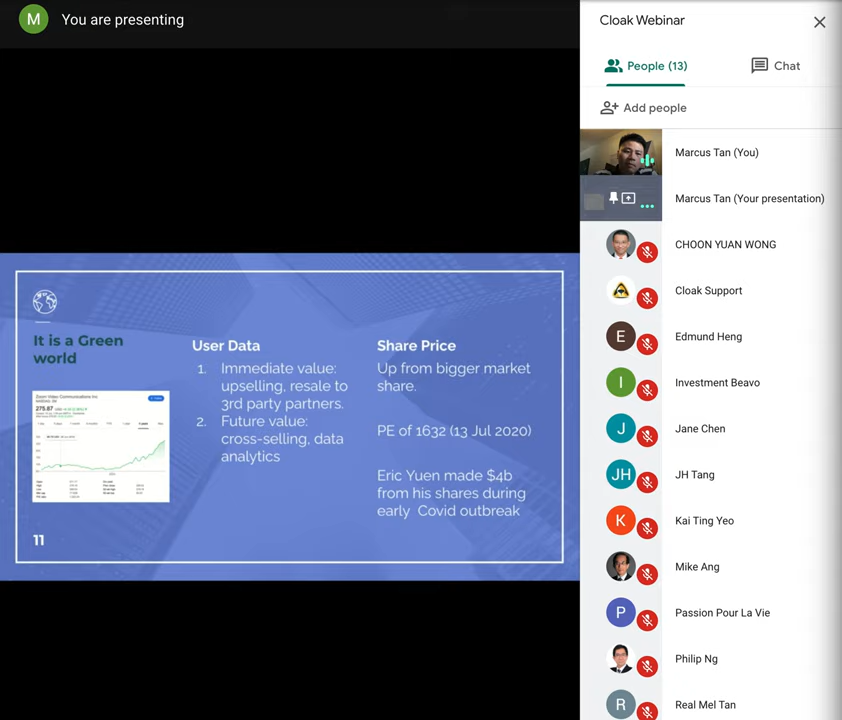 M
You are presenting
Cloak Webinar
People (13)
Chat
Add people
Marcus Tan (You)
Marcus Tan (Your presentation)
CHOON YUAN WONG
Cloak Support
E
Edmund Heng
I
Investment Beavo
J
Jane Chen
JH
JH Tang
K
Kai Ting Yeo
Mike Ang
P
Passion Pour La Vie
Philip Ng
R
Real Mel Tan
It is a Green
world
Zoom Video Communications Inc
275.87
User Data
1. Immediate value:
upselling, resale to
3rd party partners.
2. Future value:
cross-selling, data
analytics
Share Price
Up from bigger market
share.
PE of 1632 (13 Jul 2020)
Eric Yuen made $4b
from his shares during
early Covid outbreak
11